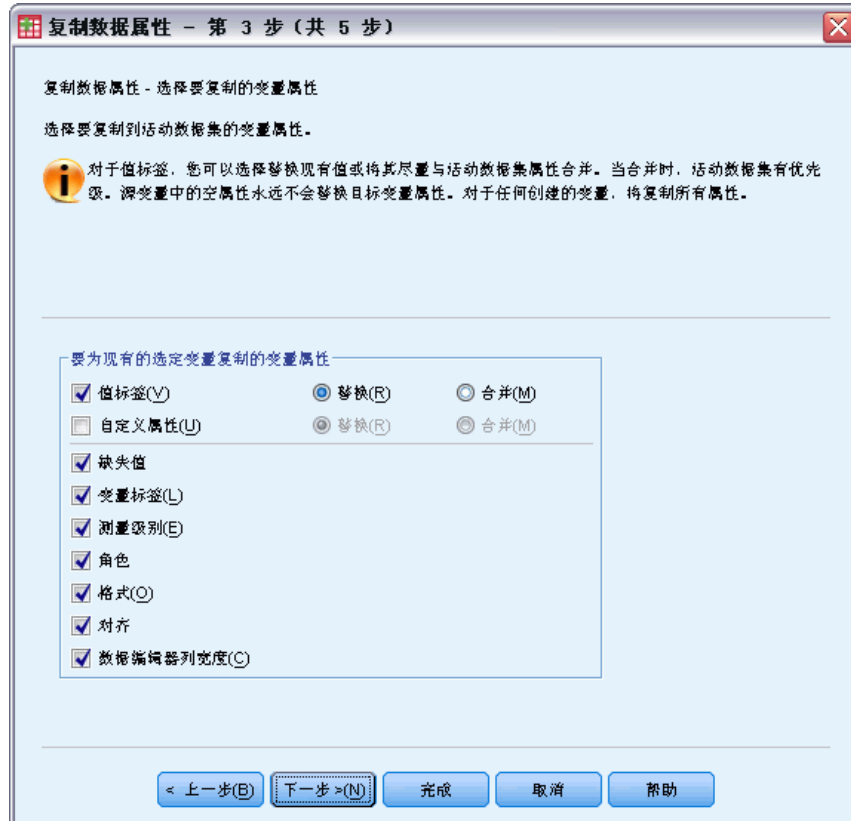 复制数据属性 - 第 3 步（共 5 步）
复制数据属性 - 选择要复制的变量属性
选择要复制到活动数据集的变量属性。
对于值标签，您可以选择替换现有值或将其尽量与活动数据集属性合并。当合并时，活动数据集有优先
级。源变量中的空属性永远不会替换目标变量属性。对于任何创建的变量，将复制所有属性。
要为现有的选定变量复制的变量属性
值标签(V) 替换(R) 合并(M)
自定义属性(U) 替换(R) 合并(M)
缺失值
变量标签(L)
测量级别(E)
角色
格式(O)
对齐
数据编辑器列宽度(C)
< 上一步(B) 下一步 >(N) 完成 取消 帮助